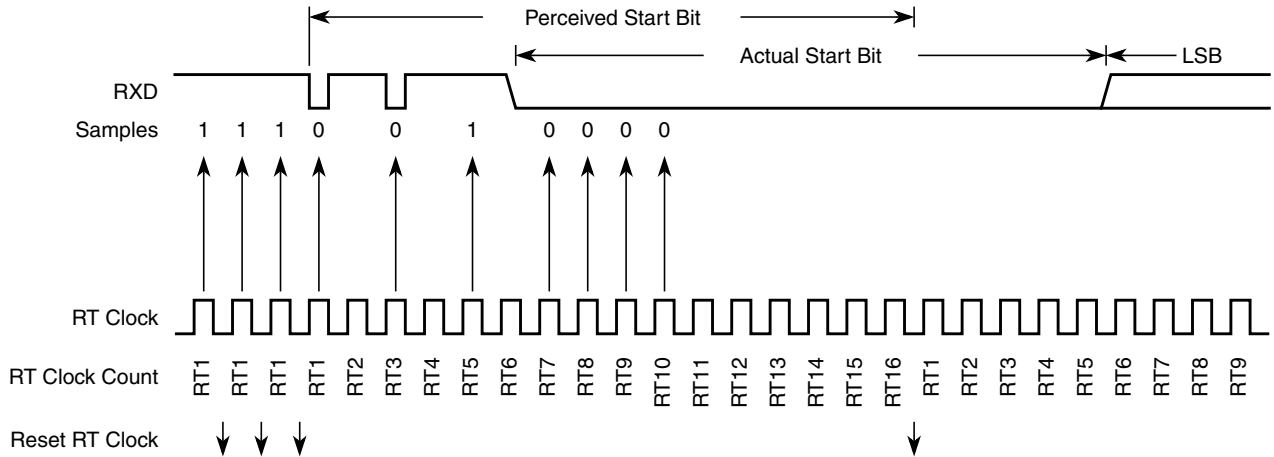 Perceived Start Bit
Actual Start Bit
LSB
RXD
Samples 1 1 1 0 0 1 0 0 0 0
RT Clock
RT Clock Count RT1 RT1 RT1 RT1 RT2 RT3 RT4 RT5 RT6 RT7 RT8 RT9 RT10 RT11 RT12 RT13 RT14 RT15 RT16 RT1 RT2 RT3 RT4 RT5 RT6 RT7 RT8 RT9
Reset RT Clock